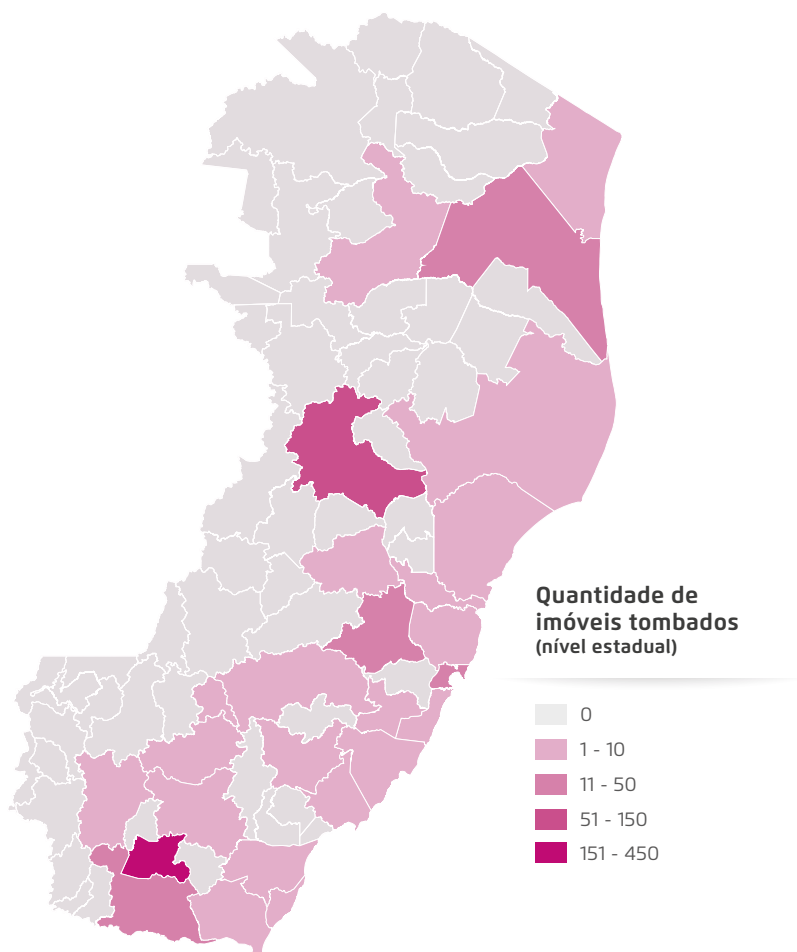 Quantidade de
imóveis tombados
(nível estadual)
0
1 - 10
11 - 50
51 - 150
151 - 450